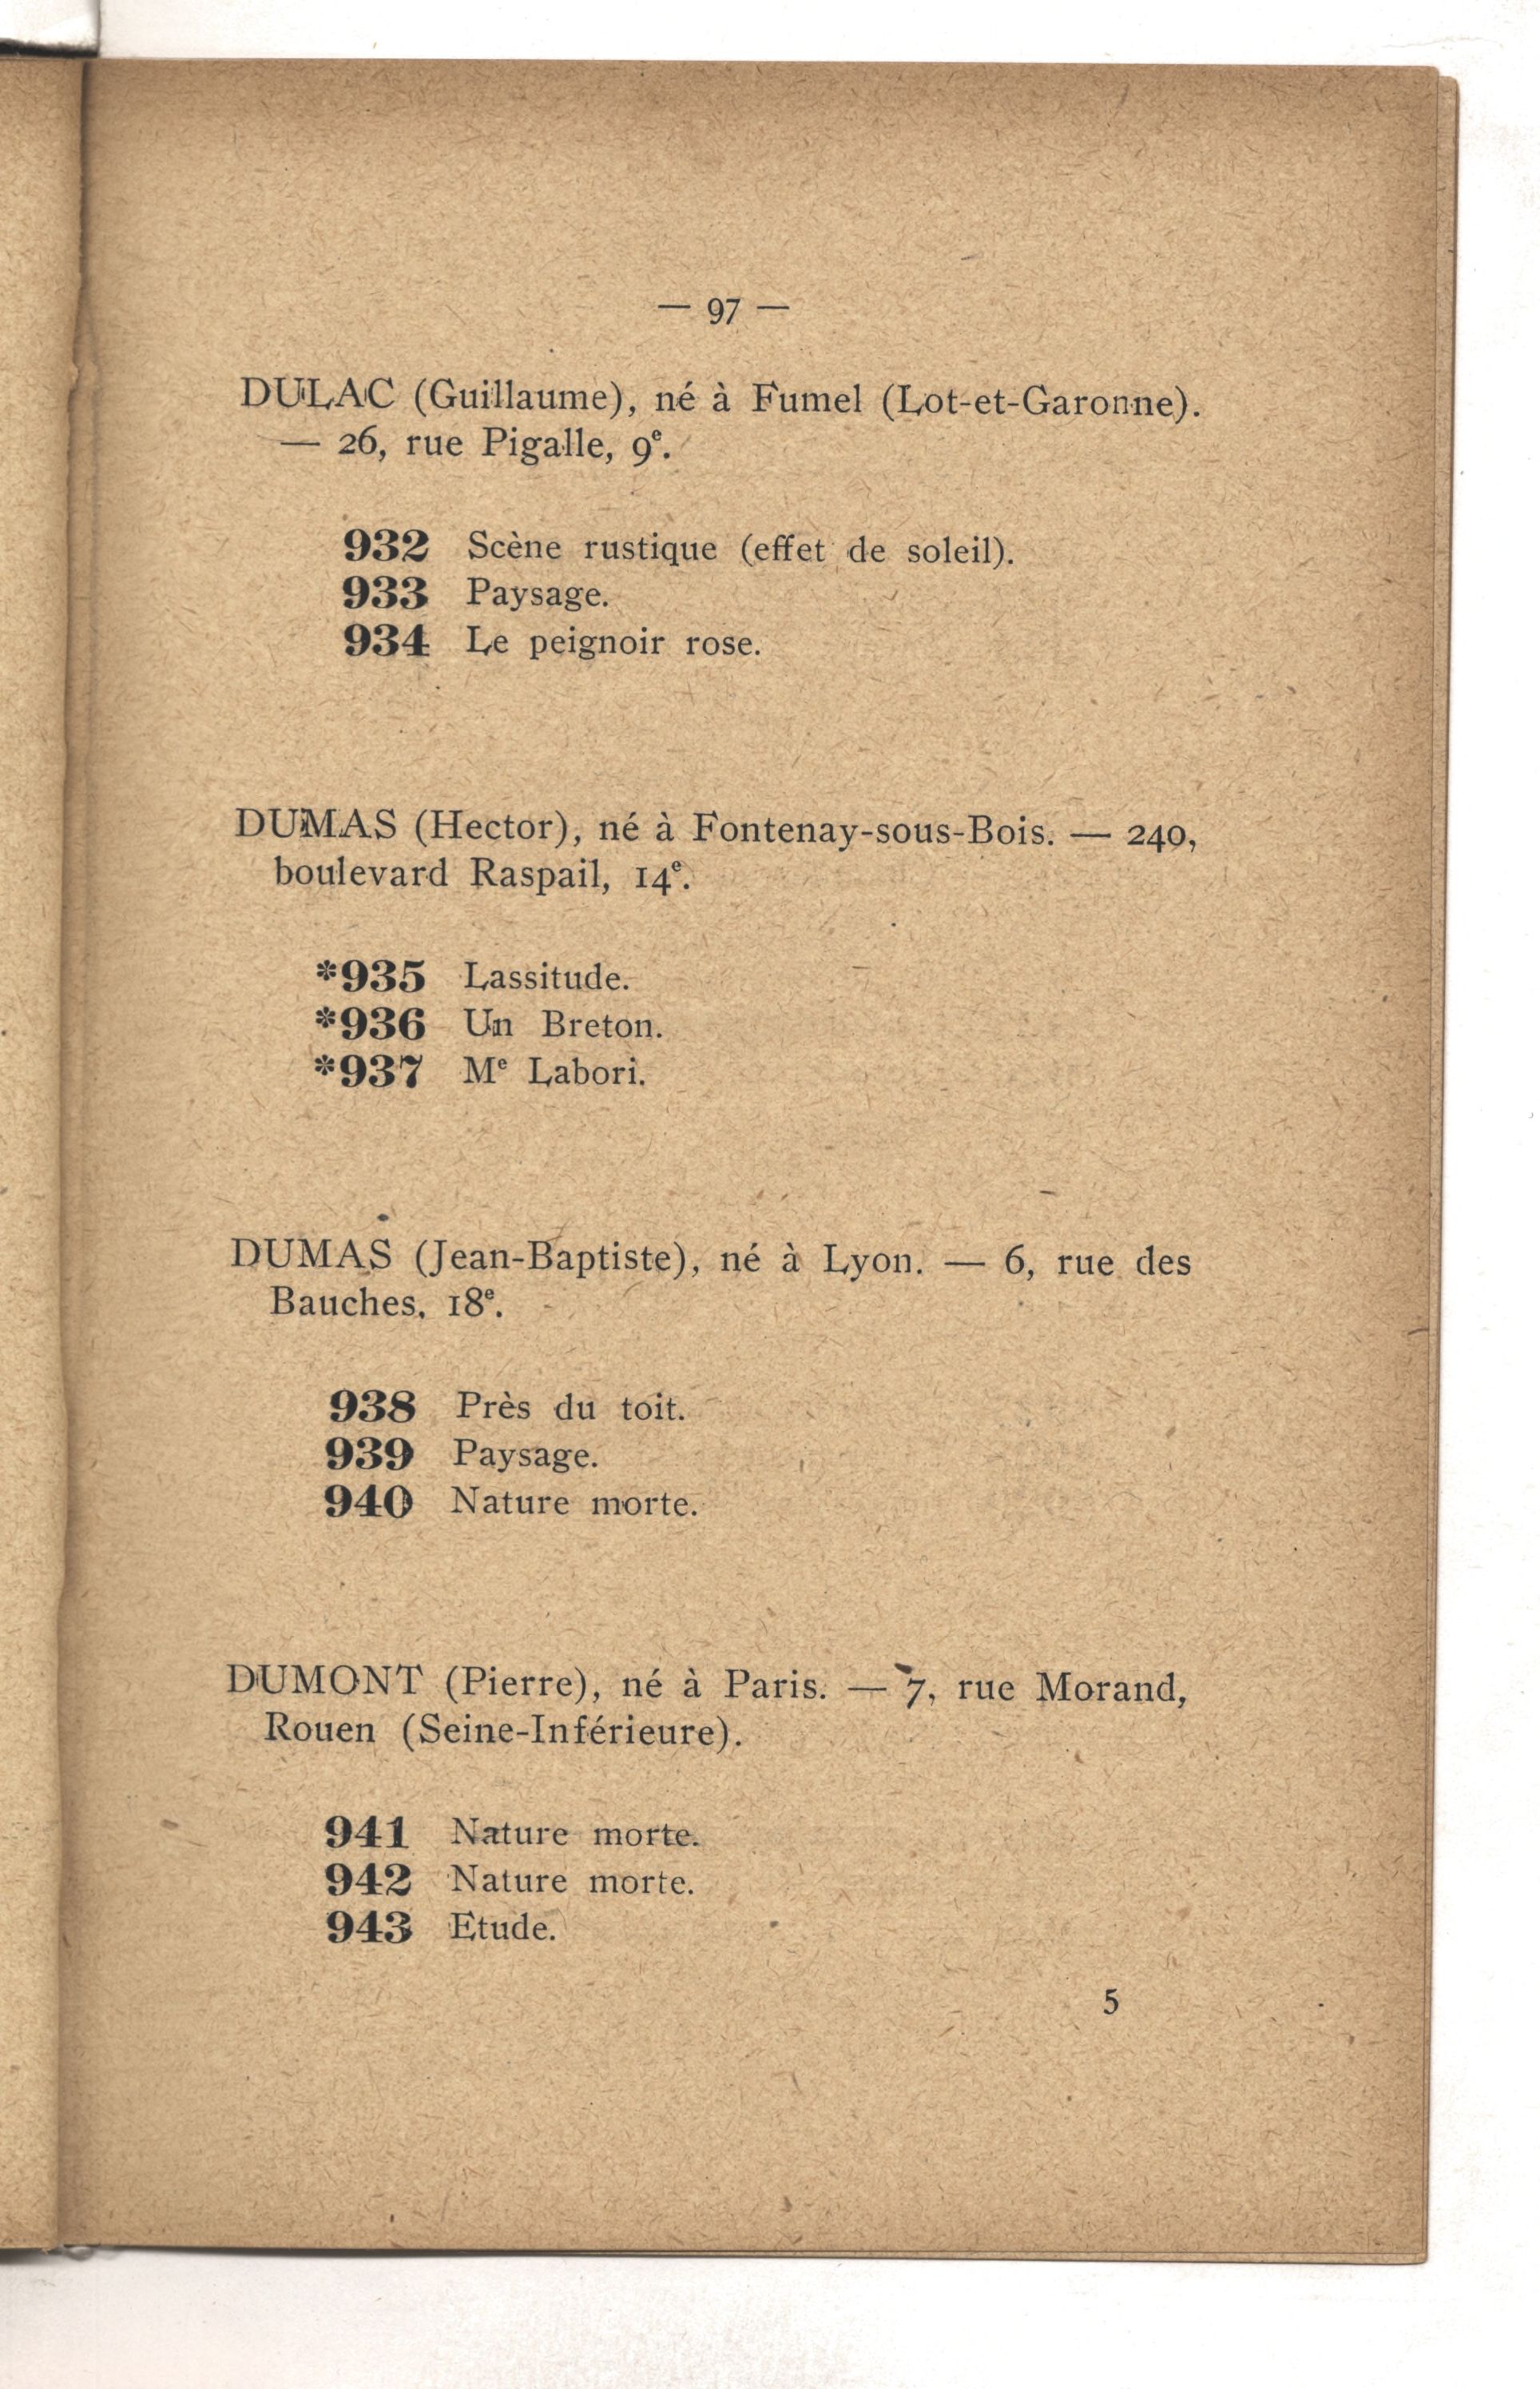 — 97 —
DULAC (Guillaume), né à Fumel (Lot-et-Garonne).
— 26, rue Pigalle, 9e.
932 Scène rustique (effet de soleil).
933 Paysage.
934 Le peignoir rose.
DUMAS (Hector), né à Fontenay-sous-Bois. — 240,
boulevard Raspail, 14e.
*935 Lassitude.
*936 Un Breton.
*937 Me Labori.
DUMAS (Jean-Baptiste), né à Lyon. — 6, rue des
Bauches, 18e.
938 Près du toit.
939 Paysage.
940 Nature morte.
DUMONT (Pierre), né à Paris. — 7, rue Morand,
Rouen (Seine-Inférieure).
941 Nature morte.
942 Nature morte.
943 Etude.
5